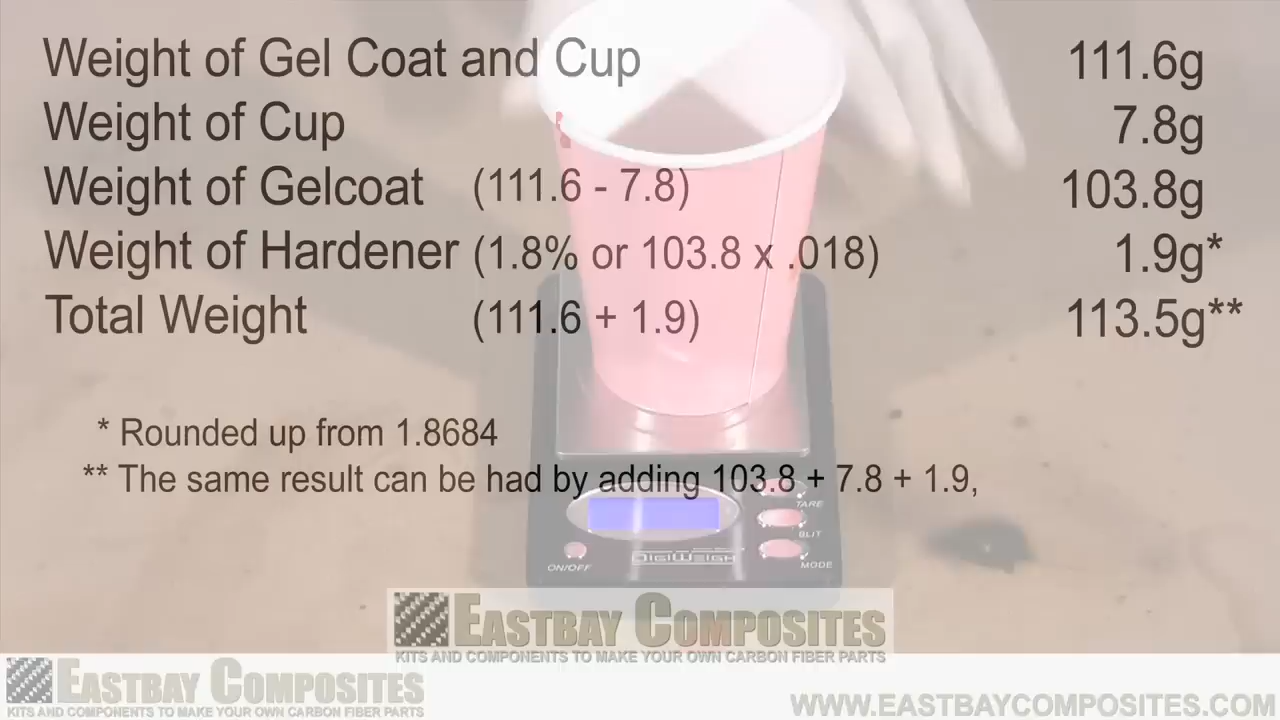 Weight of Gel Coat and Cup 111.6g
Weight of Cup 7.8g
Weight of Gelcoat (111.6 - 7.8) 103.8g
Weight of Hardener (1.8% or 103.8 x .018) 1.9g*
Total Weight (111.6 + 1.9) 113.5g**
* Rounded up from 1.8684
** The same result can be had by adding 103.8 + 7.8 + 1.9,
TARE
8LIT
DIGIWEIGH
ON/OFF
MODE
EASTBAY COMPOSITES
KITS AND COMPONENTS TO MAKE YOUR OWN CARBON FIBER PARTS
EASTBAY COMPOSITES
KITS AND COMPONENTS TO MAKE YOUR OWN CARBON FIBER PARTS
WWW.EASTBAYCOMPOSITES.COM